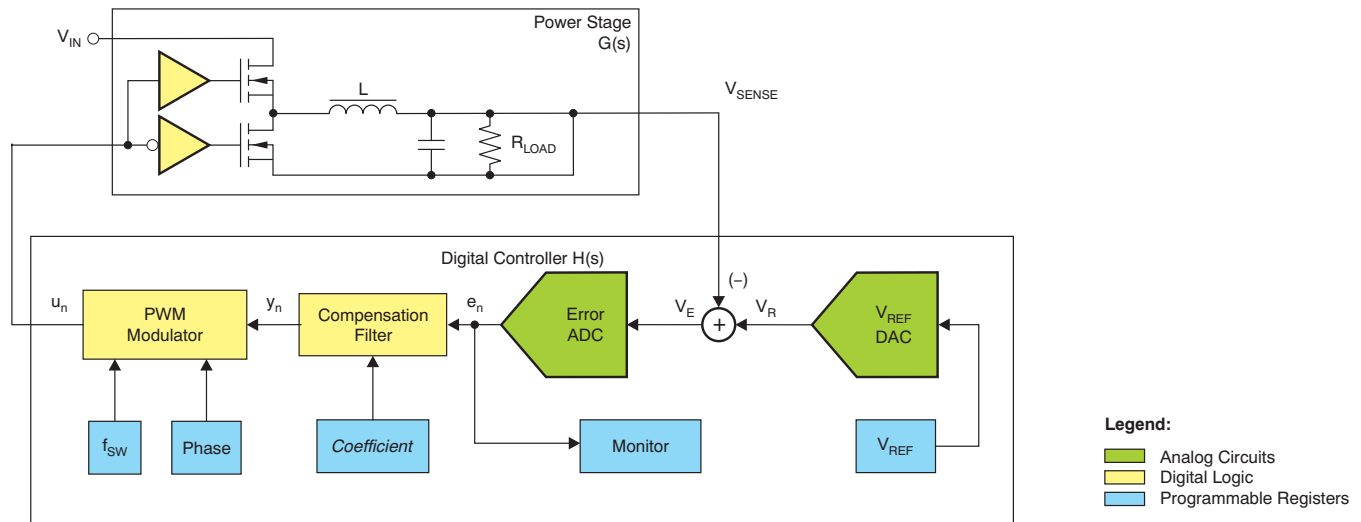 Power Stage
G(s)
V_IN
L
V_SENSE
R_LOAD
Digital Controller H(s)
(–)
u_n
PWM
Modulator
y_n
Compensation
Filter
e_n
Error
ADC
V_E
+
V_R
V_REF
DAC
f_SW
Phase
Coefficient
Monitor
V_REF
Legend:
Analog Circuits
Digital Logic
Programmable Registers